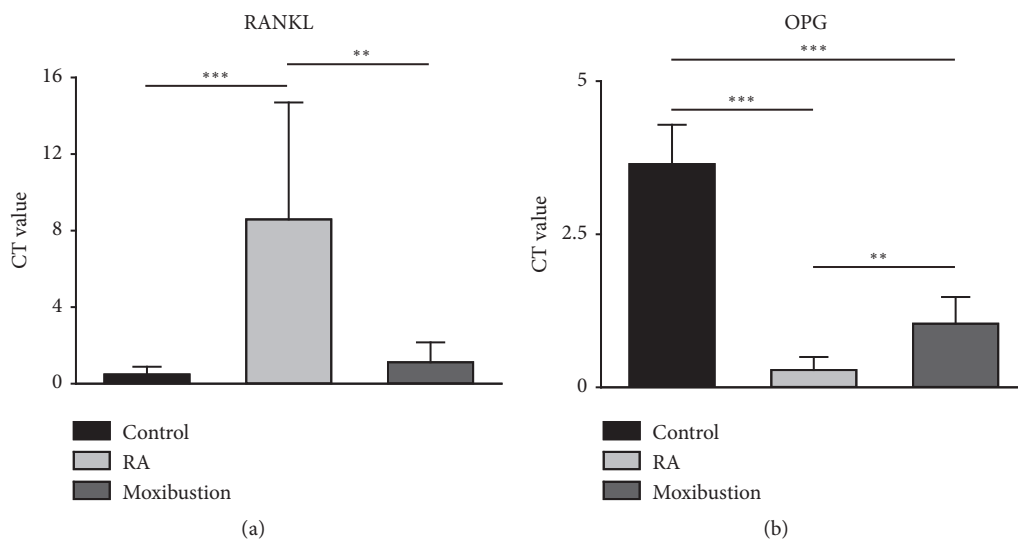 RANKL
**
***
16
12
8
4
0
CT value
Control
RA
Moxibustion
(a)
OPG
***
***
**
5
2.5
0
CT value
Control
RA
Moxibustion
(b)